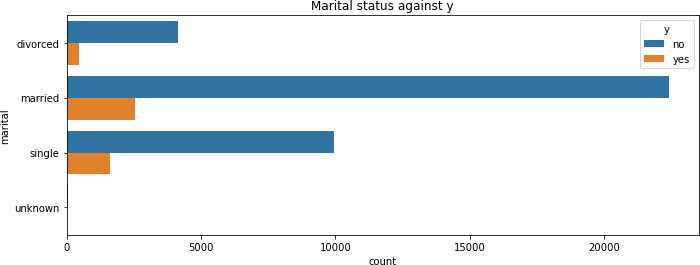 Marital status against y
y
no
yes
divorced
married
single
unknown
marital
0 5000 10000 15000 20000
count